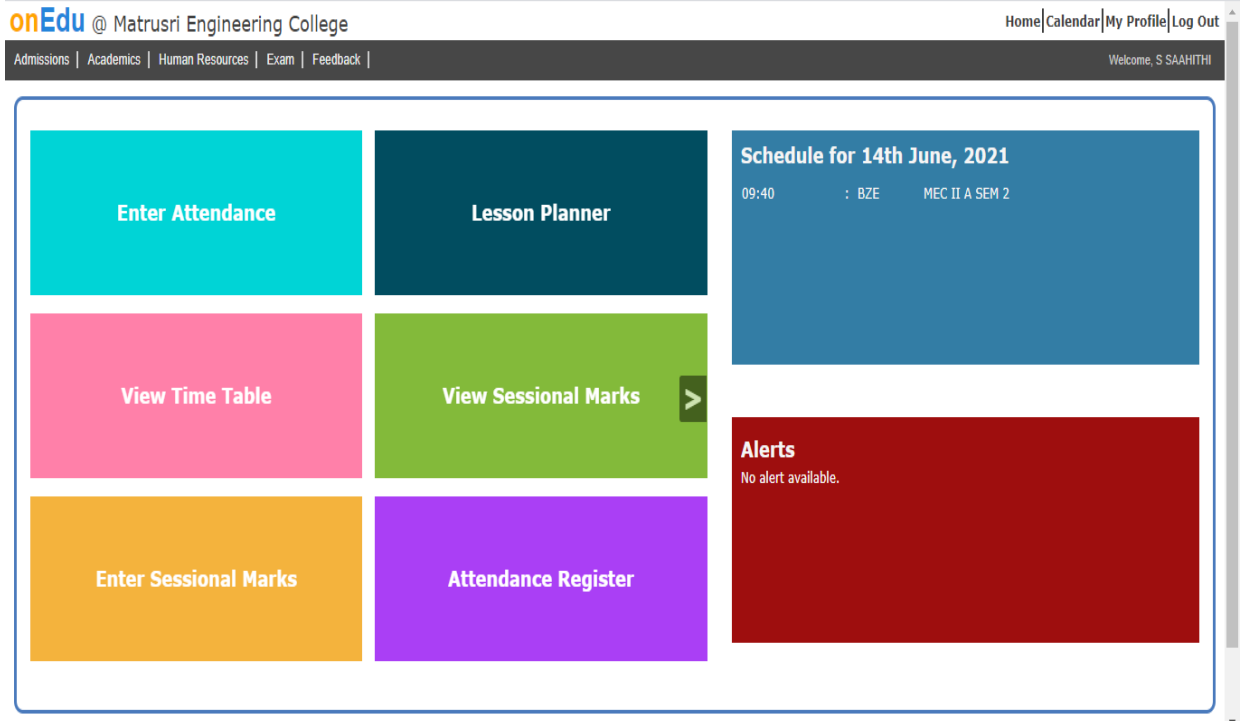 onEdu @ Matrusri Engineering College
Home|Calendar|My Profile|Log Out
Admissions | Academics | Human Resources | Exam | Feedback |
Welcome, S SAAHITHI
Enter Attendance
Lesson Planner
View Time Table
View Sessional Marks
>
Enter Sessional Marks
Attendance Register
Schedule for 14th June, 2021
09:40 : BZE MEC II A SEM 2
Alerts
No alert available.